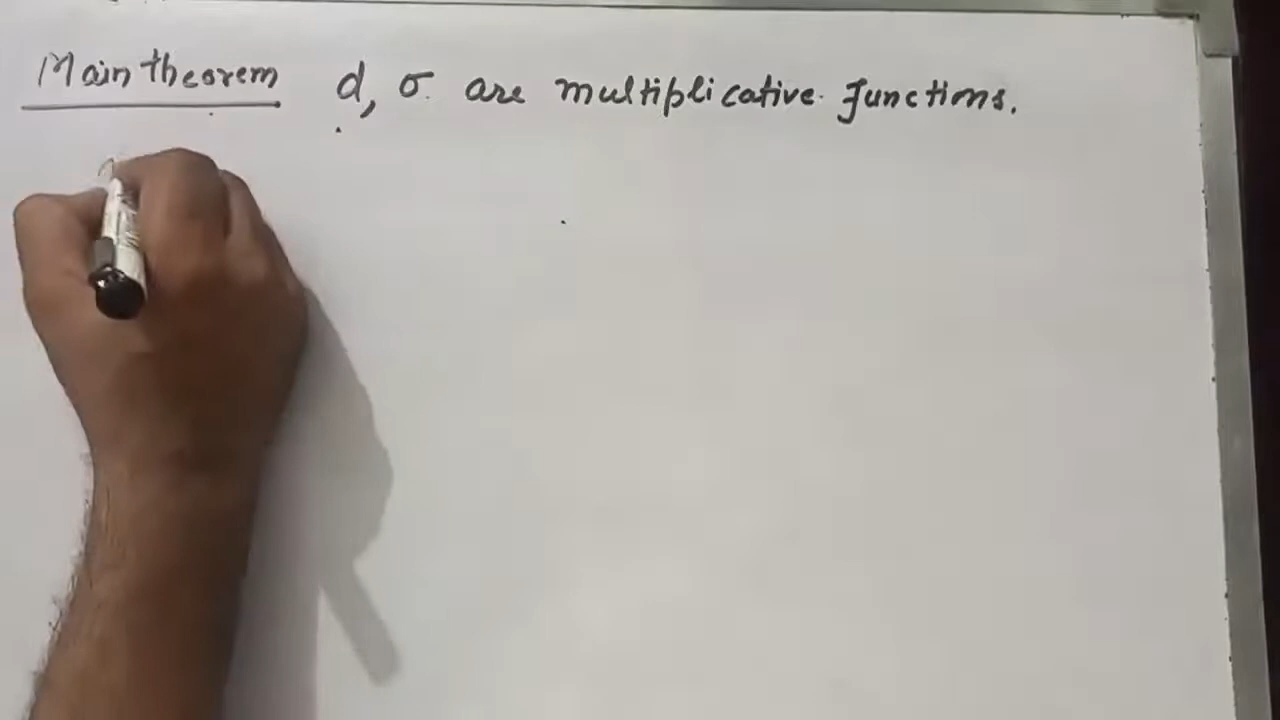 Main theorem d, σ are multiplicative functions.